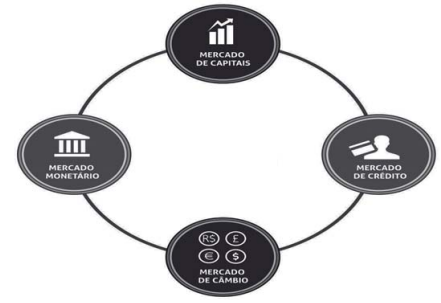 MERCADO
DE CAPITAIS
MERCADO
MONETÁRIO
MERCADO
DE CRÉDITO
R$ £
€ $
MERCADO
DE CÂMBIO